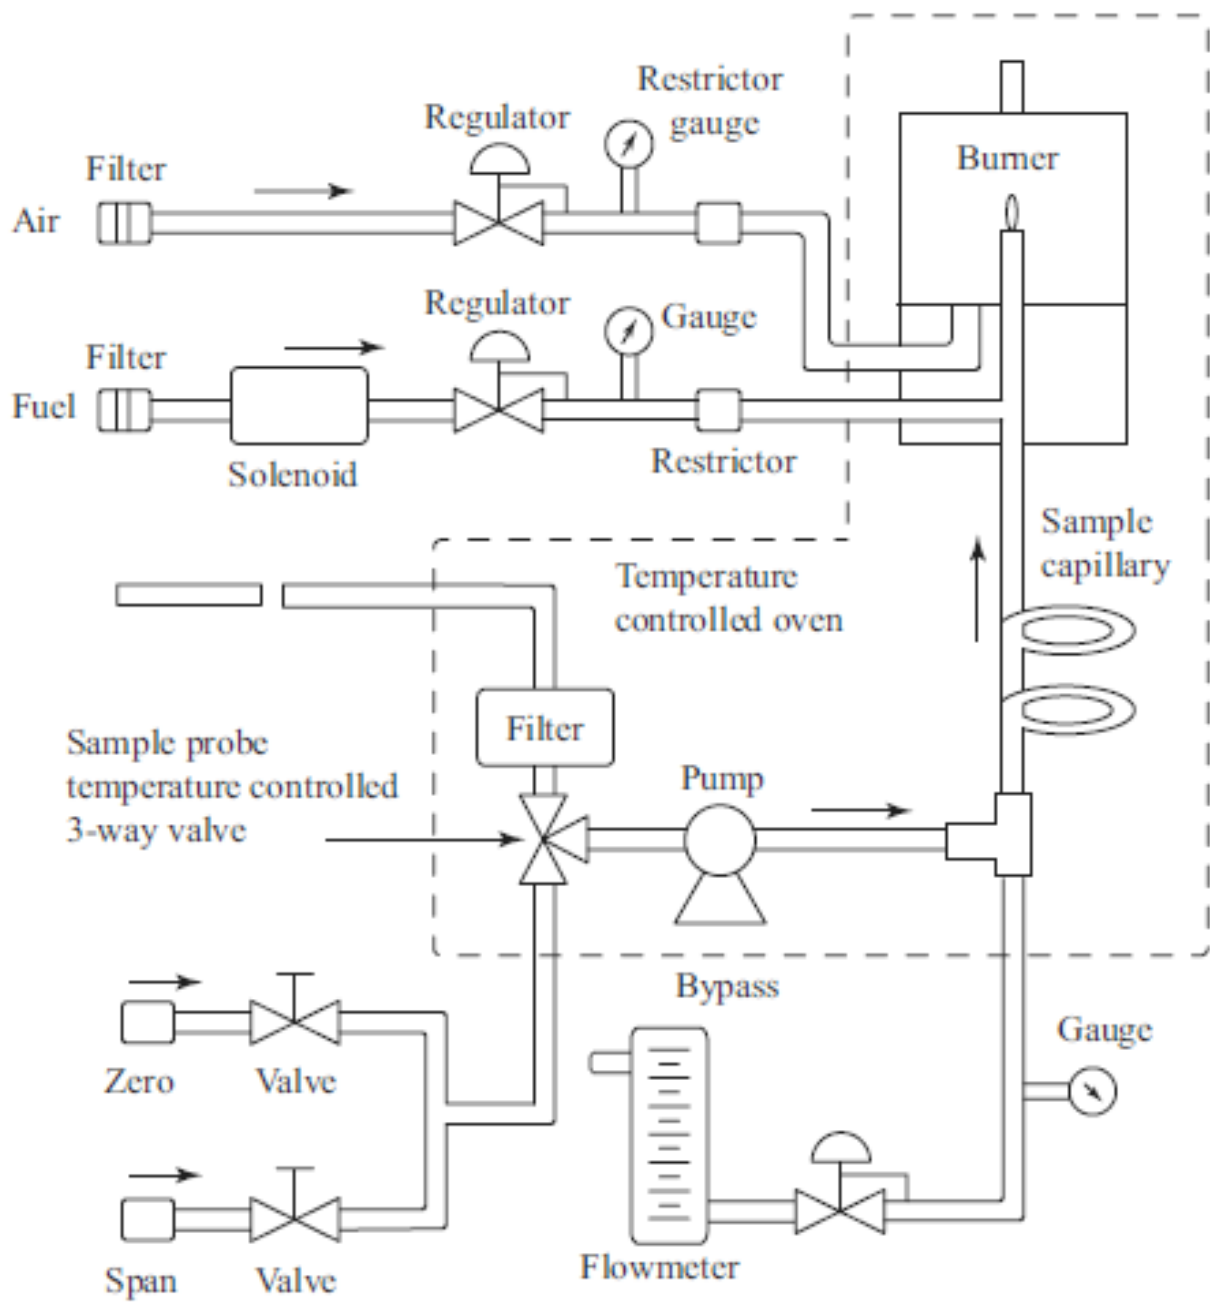 Restrictor
gauge
Regulator
Burner
Filter
Air
Regulator
Gauge
Filter
Fuel
Solenoid
Restrictor
Sample
capillary
Temperature
controlled oven
Filter
Sample probe
temperature controlled
3-way valve
Pump
Bypass
Gauge
Zero
Valve
Flowmeter
Span
Valve